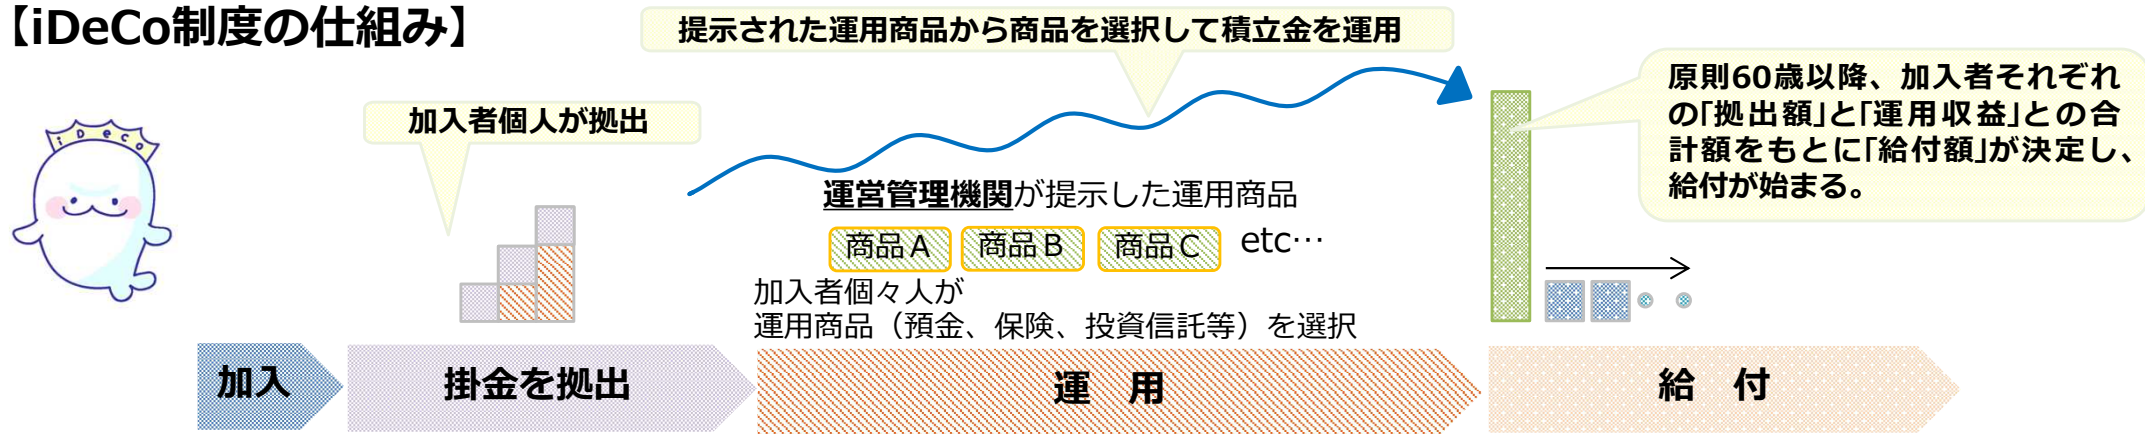 【iDeCo制度の仕組み】
提示された運用商品から商品を選択して積立金を運用
iDeCo
加入者個人が拠出
原則60歳以降、加入者それぞれ
の「拠出額」と「運用収益」との合
計額をもとに「給付額」が決定し、
給付が始まる。
運営管理機関が提示した運用商品
商品A 商品B 商品C etc…
加入者個々人が
運用商品（預金、保険、投資信託等）を選択
加入 掛金を拠出 運　用 給　付